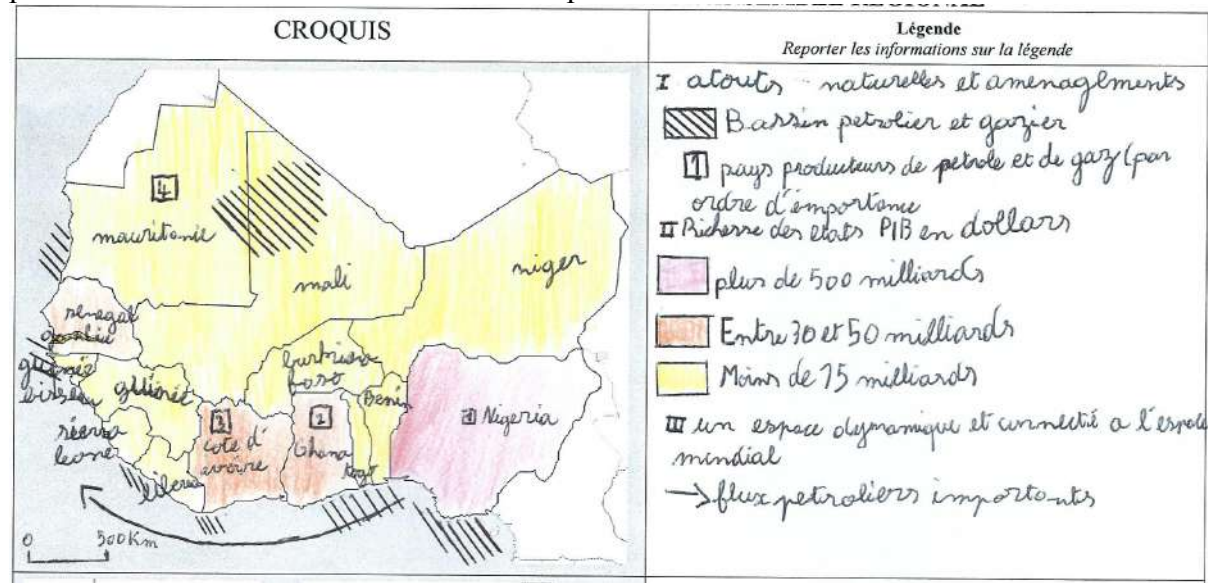 CROQUIS
Légende
Reporter les informations sur la légende
I atouts naturelles et amenaglments
Bassin petrolier et gazier
1 pays producteurs de petrole et de gaz (par
ordre d'emportance
II Richesse des etats PIB en dollars
plus de 500 milliards
Entre 30 et 50 milliards
Moins de 15 milliards
III un espace dynamique et connecté a l'espace
mondial
flux petroliers importants
4
mauritanie
mali
niger
sénégal
gambie
guinée
bissau
guinée
sierra
leone
liberia
3
cote d'
ivoire
burkina
faso
2
Ghana
togo
Benin
1 Nigeria
0 500Km